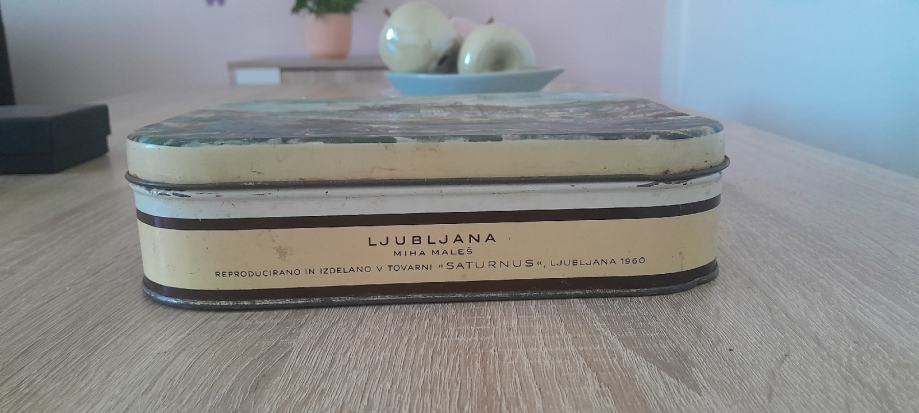 LJUBLJANA
MIHA MALEŠ
REPRODUCIRANO IN IZDELANO V TOVARNI «SATURNUS«, LJUBLJANA 1960